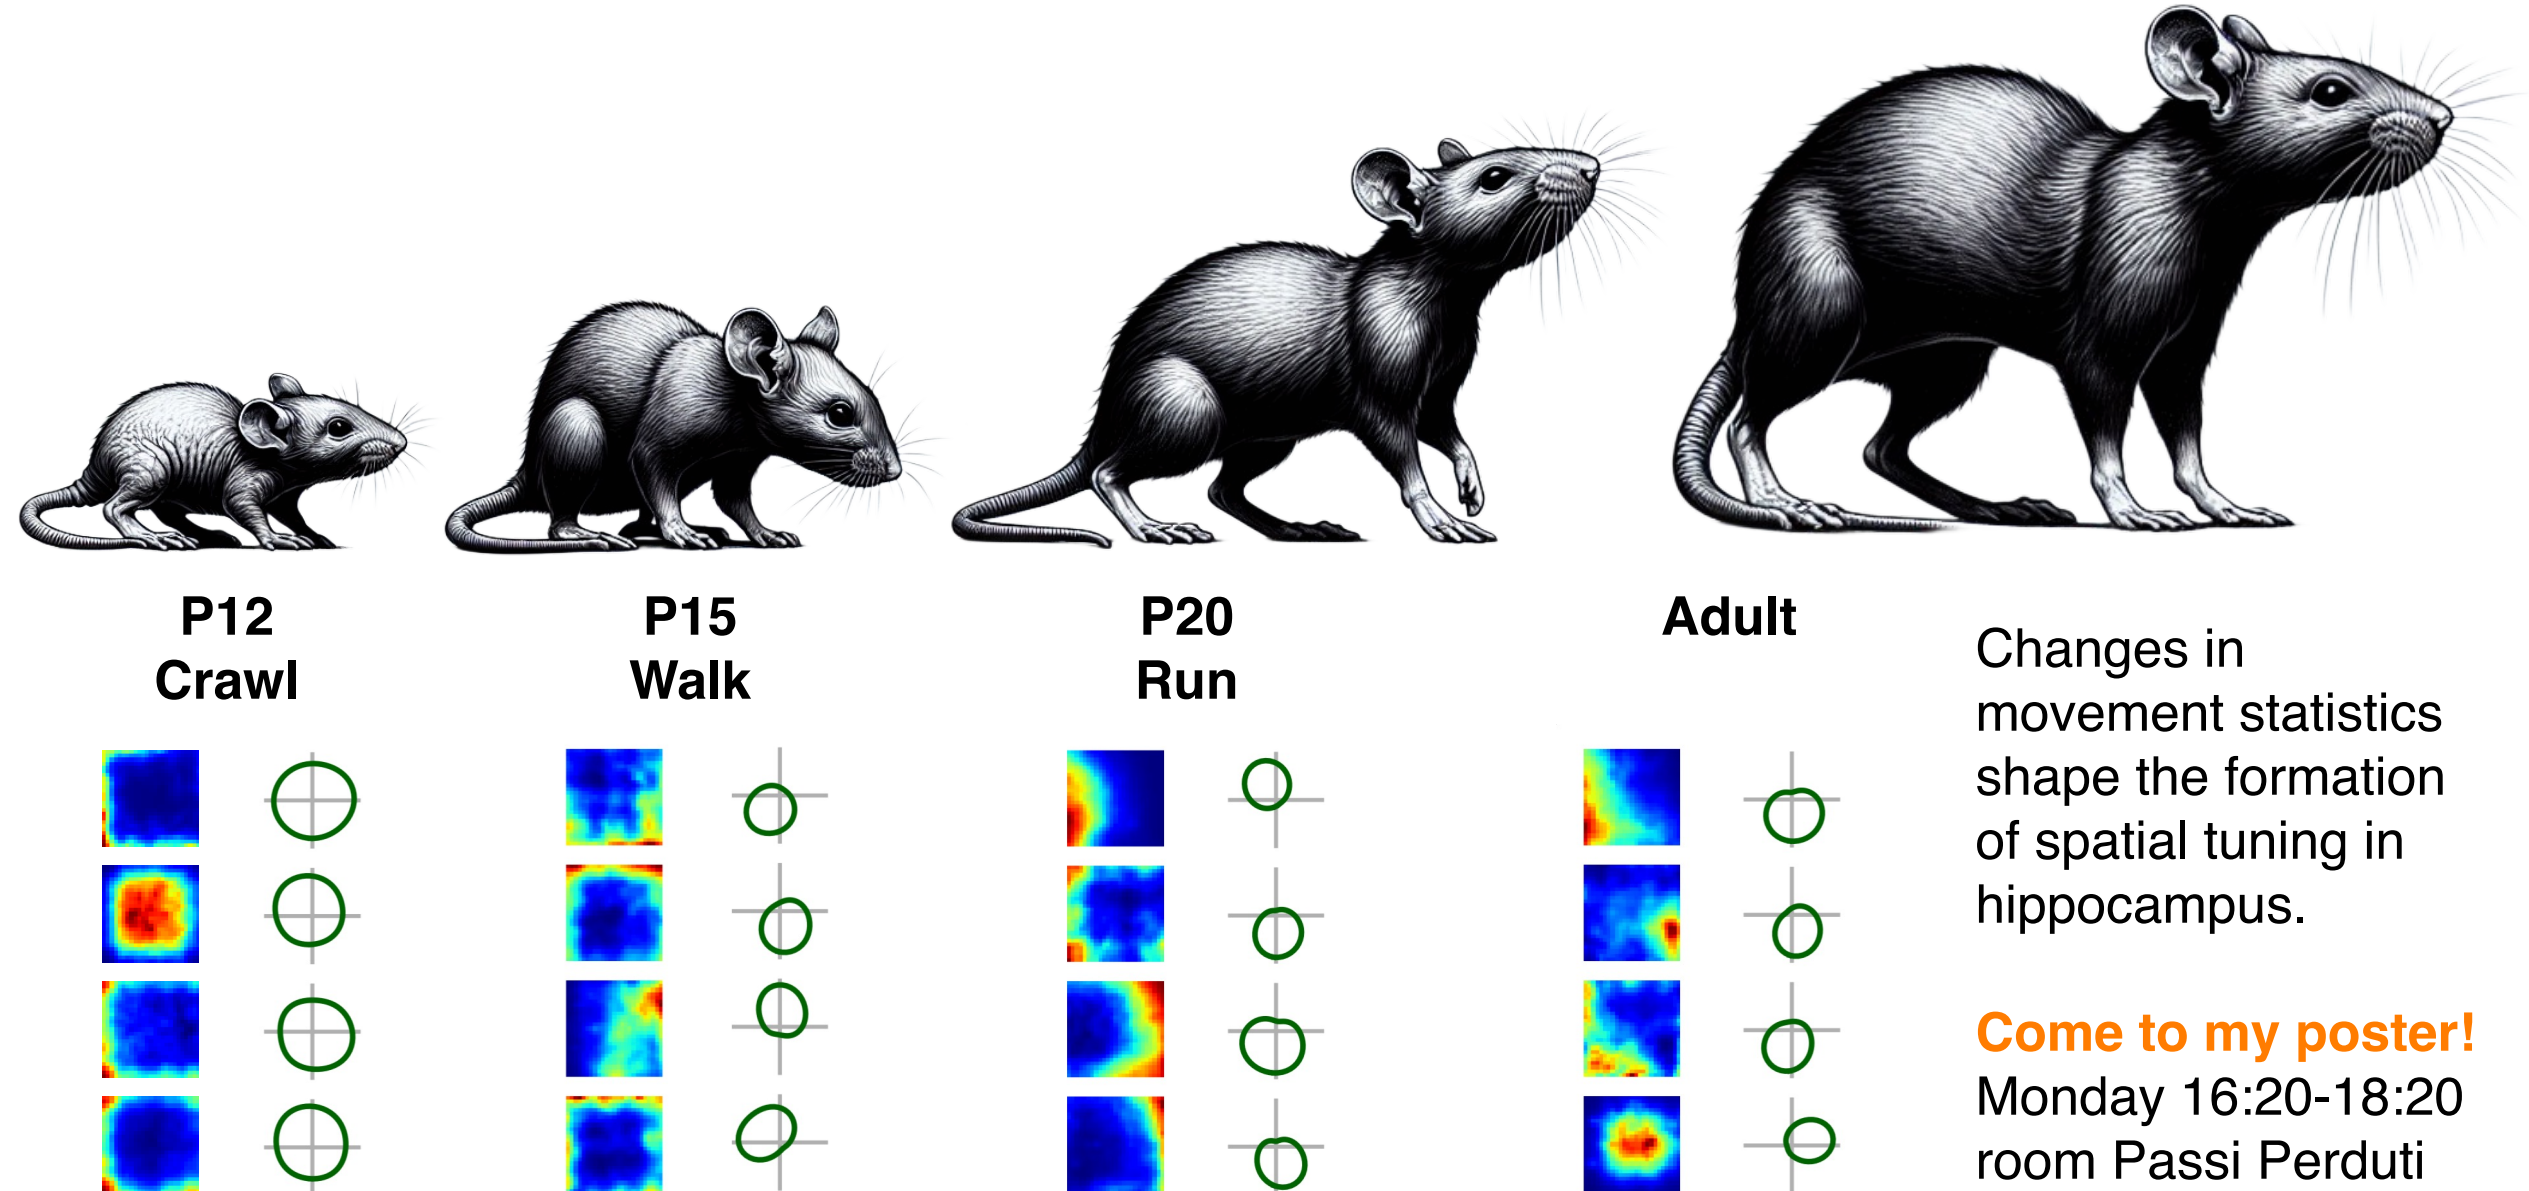 P12
Crawl
P15
Walk
P20
Run
Adult
Changes in
movement statistics
shape the formation
of spatial tuning in
hippocampus.
Come to my poster!
Monday 16:20-18:20
room Passi Perduti